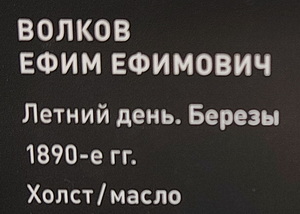 ВОЛКОВ
ЕФИМ ЕФИМОВИЧ
Летний день. Березы
1890-е гг.
Холст/масло